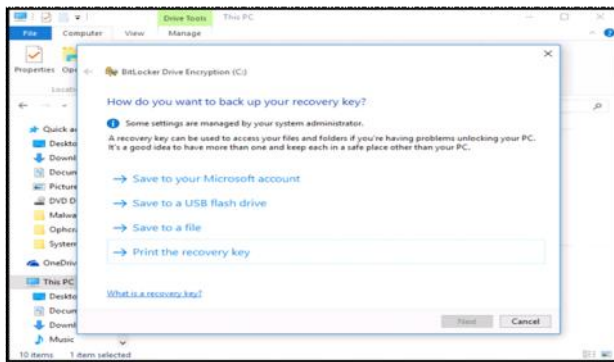 Drive Tools This PC
File Computer View Manage
Properties
BitLocker Drive Encryption (C:)
How do you want to back up your recovery key?
Some settings are managed by your system administrator.
A recovery key can be used to access your files and folders if you're having problems unlocking your PC.
It's a good idea to have more than one and keep each in a safe place other than your PC.
Save to your Microsoft account
Save to a USB flash drive
Save to a file
Print the recovery key
What is a recovery key?
Next Cancel
Quick a
Deskto
Downl
Docum
Picture
DVD D
Malwa
Ophcr
System
OneDriv
This PC
Deskto
Docum
Downl
Music
10 items 1 item selected